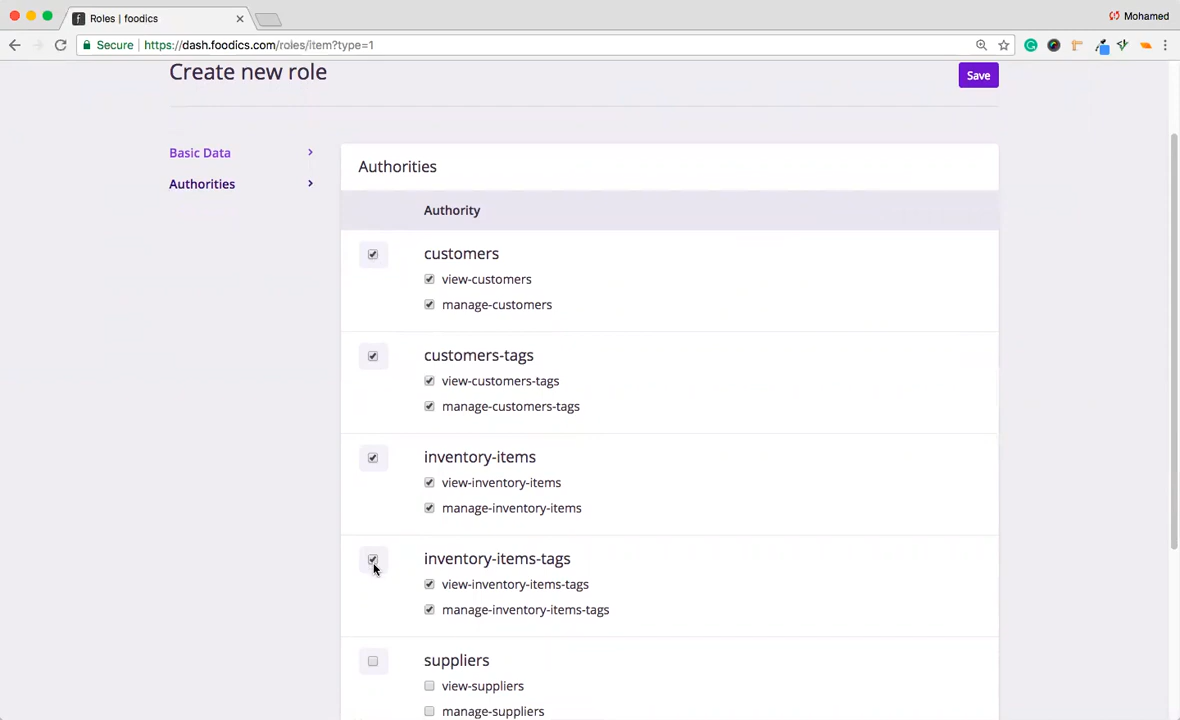 Roles | foodics
Mohamed
Secure https://dash.foodics.com/roles/item?type=1
Create new role
Save
Basic Data
Authorities
Authorities
Authority
customers
view-customers
manage-customers
customers-tags
view-customers-tags
manage-customers-tags
inventory-items
view-inventory-items
manage-inventory-items
inventory-items-tags
view-inventory-items-tags
manage-inventory-items-tags
suppliers
view-suppliers
manage-suppliers